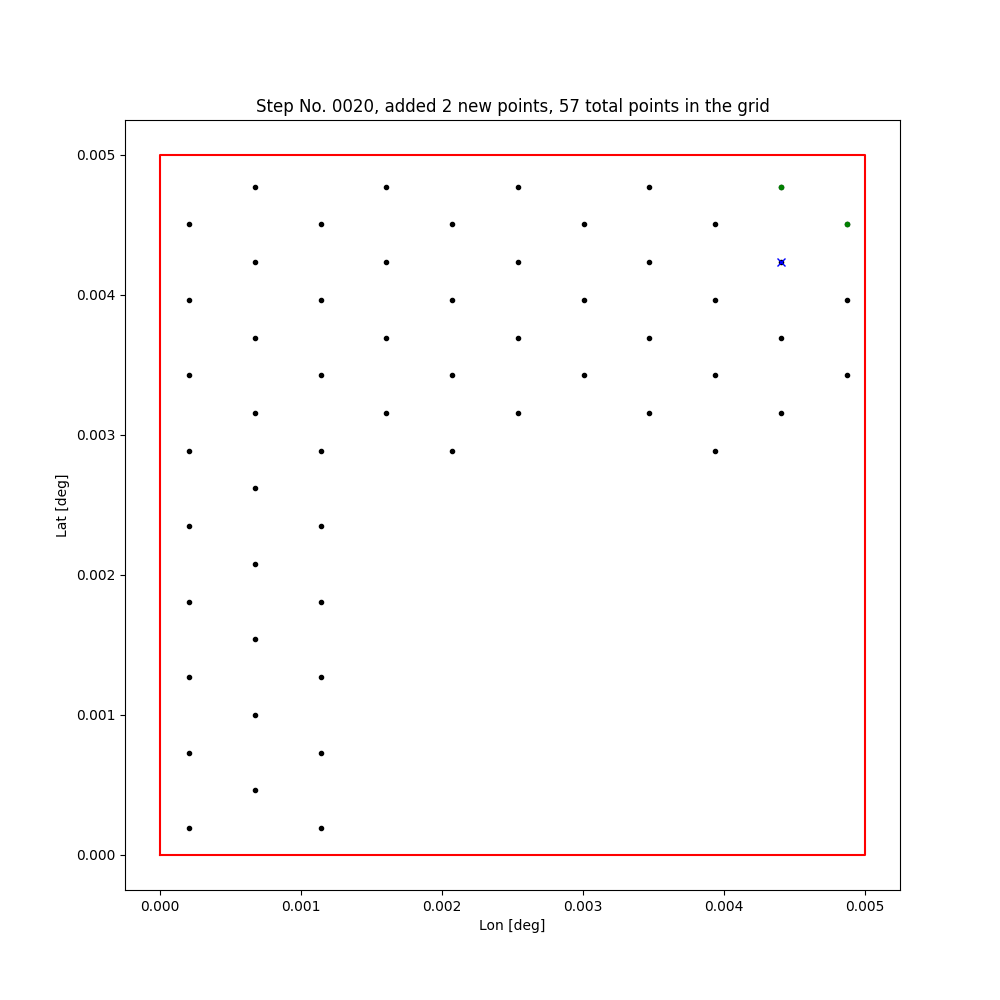 Step No. 0020, added 2 new points, 57 total points in the grid
0.005
0.004
0.003
0.002
0.001
0.000
Lat [deg]
0.000 0.001 0.002 0.003 0.004 0.005
Lon [deg]